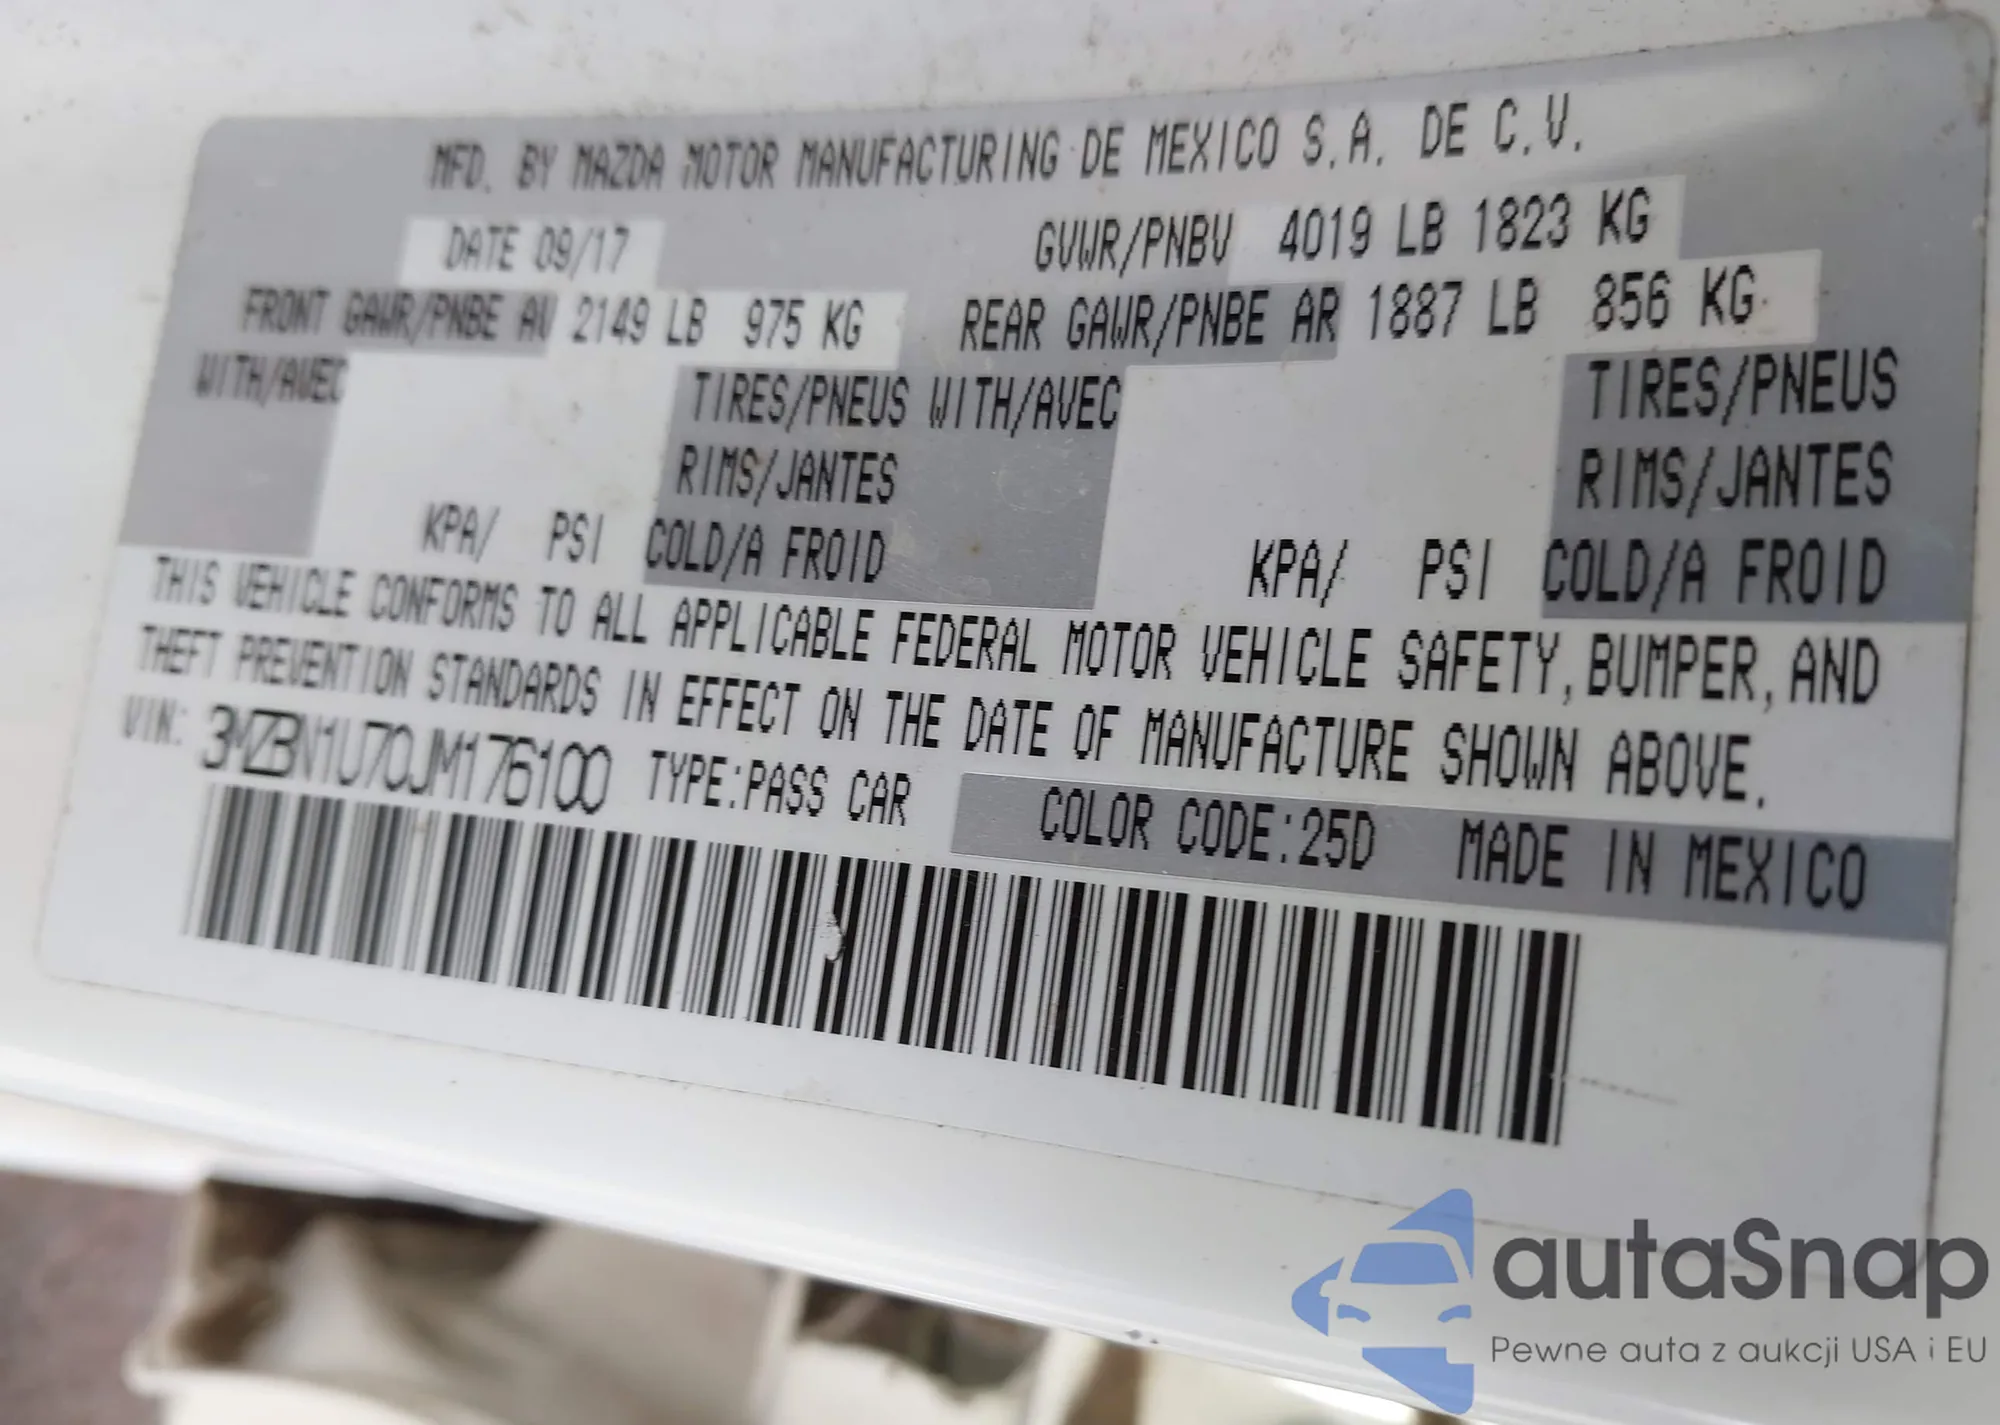 MFD. BY MAZDA MOTOR MANUFACTURING DE MEXICO S.A. DE C.V.
DATE 09/17 GVWR/PNBV 4019 LB 1823 KG
FRONT GAWR/PNBE AV 2149 LB 975 KG REAR GAWR/PNBE AR 1887 LB 856 KG
WITH/AVEC TIRES/PNEUS WITH/AVEC TIRES/PNEUS
RIMS/JANTES RIMS/JANTES
KPA/ PSI COLD/A FROID KPA/ PSI COLD/A FROID
THIS VEHICLE CONFORMS TO ALL APPLICABLE FEDERAL MOTOR VEHICLE SAFETY,BUMPER,AND
THEFT PREVENTION STANDARDS IN EFFECT ON THE DATE OF MANUFACTURE SHOWN ABOVE.
VIN: 3MZBN1U70JM176100 TYPE:PASS CAR COLOR CODE:25D MADE IN MEXICO
autaSnap
Pewne auta z aukcji USA i EU